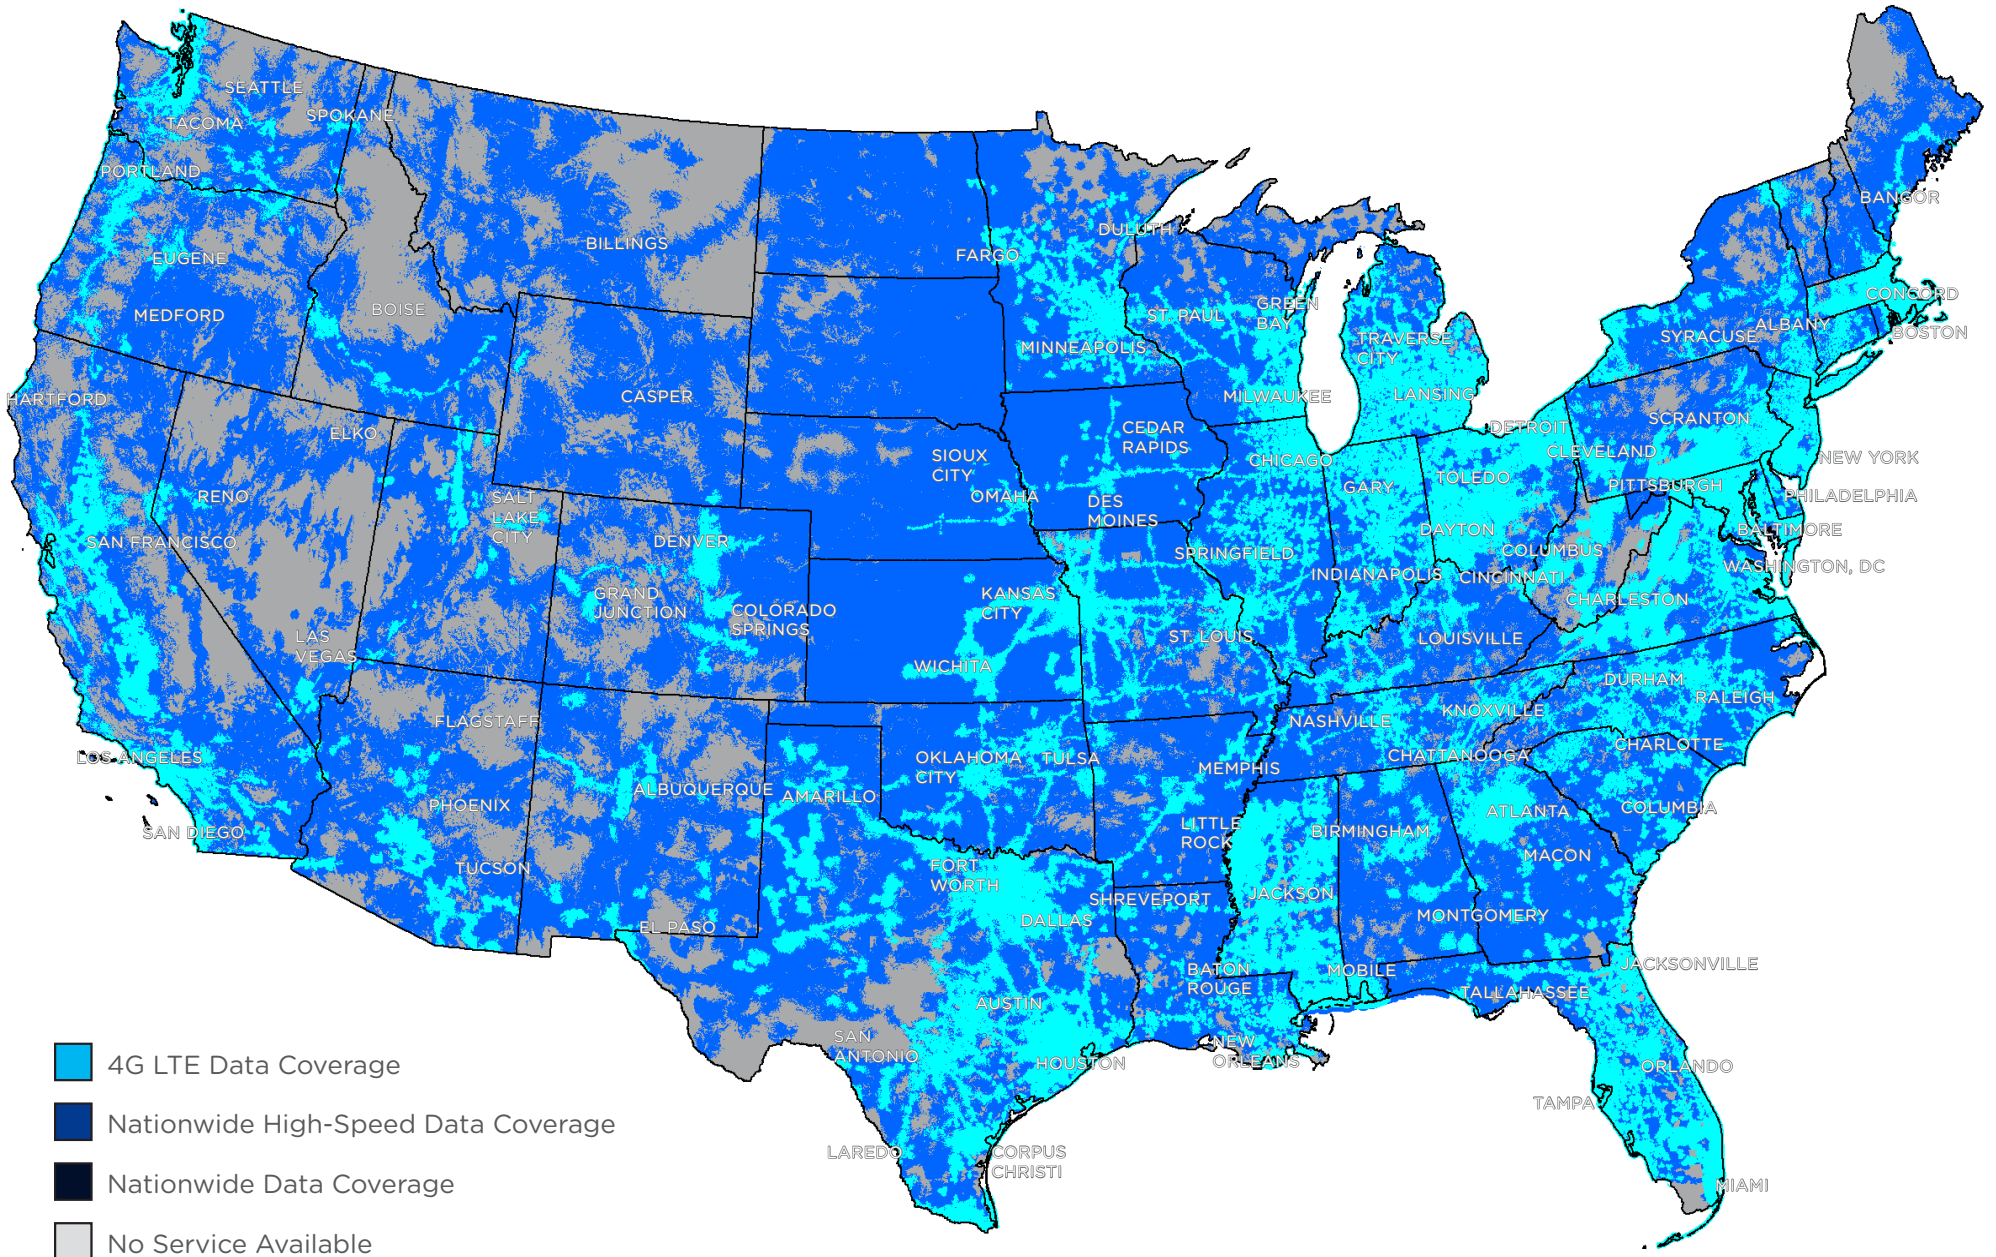 SEATTLE
TACOMA
SPOKANE
PORTLAND
EUGENE
MEDFORD
BOISE
BILLINGS
FARGO
DULUTH
BANGOR
ST. PAUL
GREEN
BAY
MINNEAPOLIS
TRAVERSE
CITY
SYRACUSE
ALBANY
CONCORD
BOSTON
HARTFORD
ELKO
CASPER
MILWAUKEE
LANSING
DETROIT
SCRANTON
SIOUX
CITY
CEDAR
RAPIDS
CHICAGO
CLEVELAND
NEW YORK
RENO
SALT
LAKE
CITY
OMAHA
DES
MOINES
GARY
TOLEDO
PITTSBURGH
PHILADELPHIA
SAN FRANCISCO
DENVER
SPRINGFIELD
DAYTON
COLUMBUS
BALTIMORE
WASHINGTON, DC
GRAND
JUNCTION
COLORADO
SPRINGS
KANSAS
CITY
INDIANAPOLIS
CINCINNATI
CHARLESTON
LAS
VEGAS
WICHITA
ST. LOUIS
LOUISVILLE
DURHAM
RALEIGH
FLAGSTAFF
NASHVILLE
KNOXVILLE
LOS ANGELES
OKLAHOMA
CITY
TULSA
MEMPHIS
CHATTANOOGA
CHARLOTTE
SAN DIEGO
PHOENIX
ALBUQUERQUE
AMARILLO
LITTLE
ROCK
BIRMINGHAM
ATLANTA
COLUMBIA
TUCSON
FORT
WORTH
MACON
EL PASO
DALLAS
SHREVEPORT
JACKSON
MONTGOMERY
BATON
ROUGE
MOBILE
TALLAHASSEE
JACKSONVILLE
AUSTIN
SAN
ANTONIO
HOUSTON
NEW
ORLEANS
ORLANDO
TAMPA
LAREDO
CORPUS
CHRISTI
MIAMI
4G LTE Data Coverage
Nationwide High-Speed Data Coverage
Nationwide Data Coverage
No Service Available